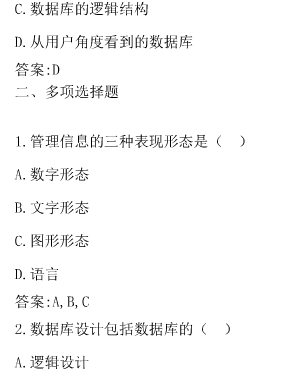 C.数据库的逻辑结构
D.从用户角度看到的数据库
答案:D
二、多项选择题
1.管理信息的三种表现形态是（ ）
A.数字形态
B.文字形态
C.图形形态
D.语言
答案:A,B,C
2.数据库设计包括数据库的（ ）
A.逻辑设计